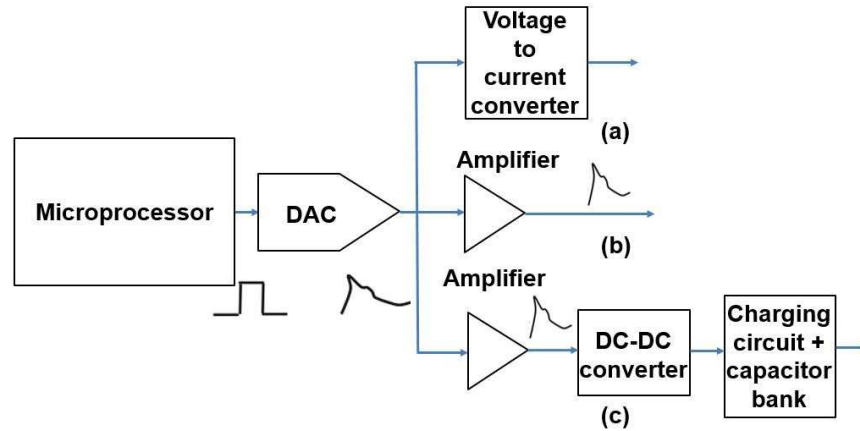 Voltage
to
current
converter
(a)
Microprocessor
DAC
Amplifier
(b)
Amplifier
DC-DC
converter
(c)
Charging
circuit +
capacitor
bank